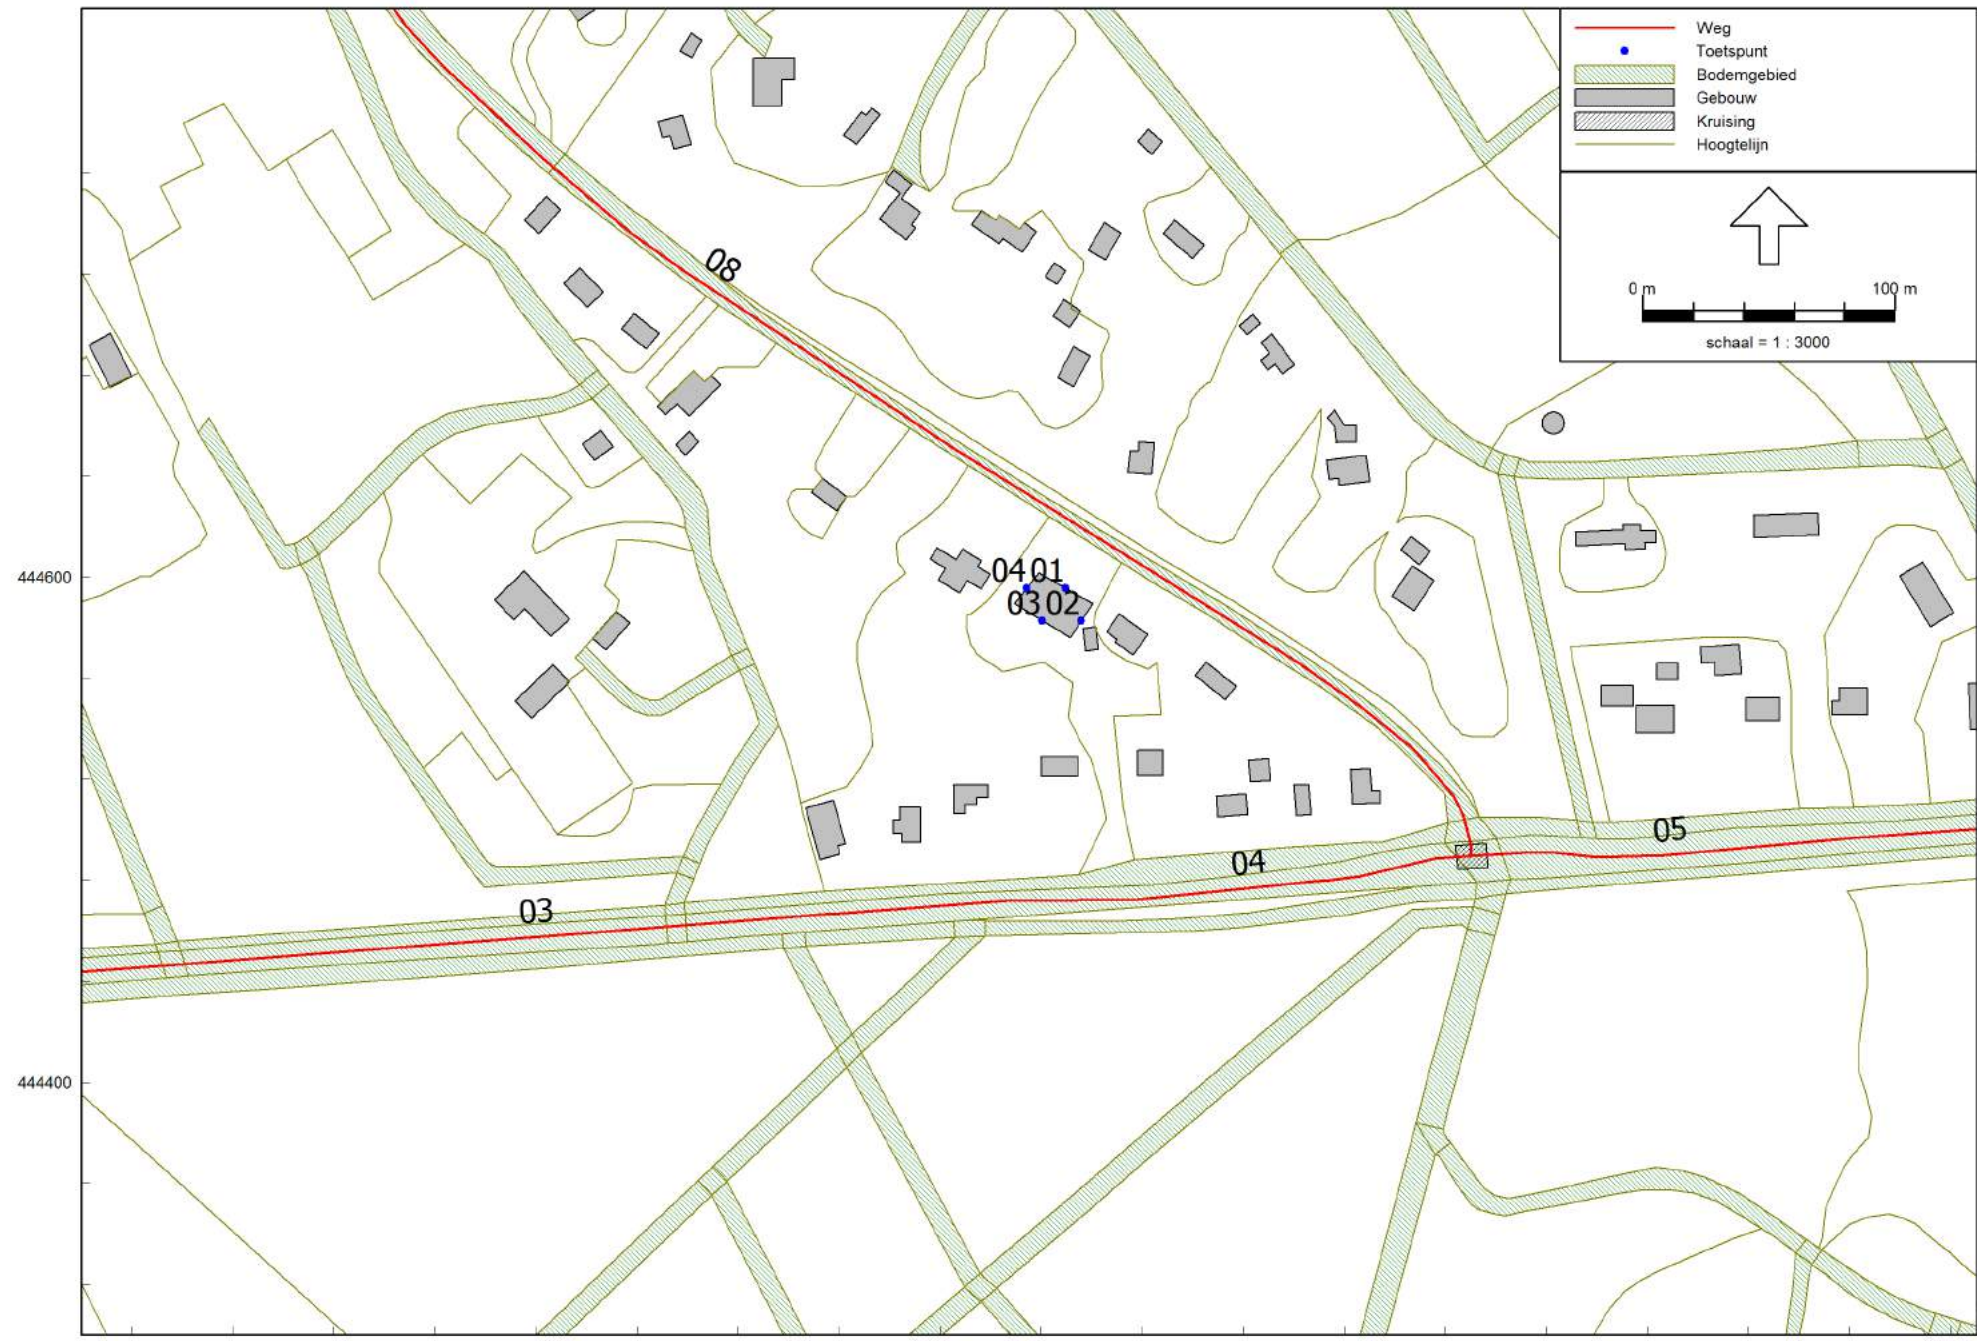 Weg
Toetspunt
Bodemgebied
Gebouw
Kruising
Hoogtelijn
0 m 100 m
schaal = 1 : 3000
08
444600
04 01
03 02
05
04
03
444400